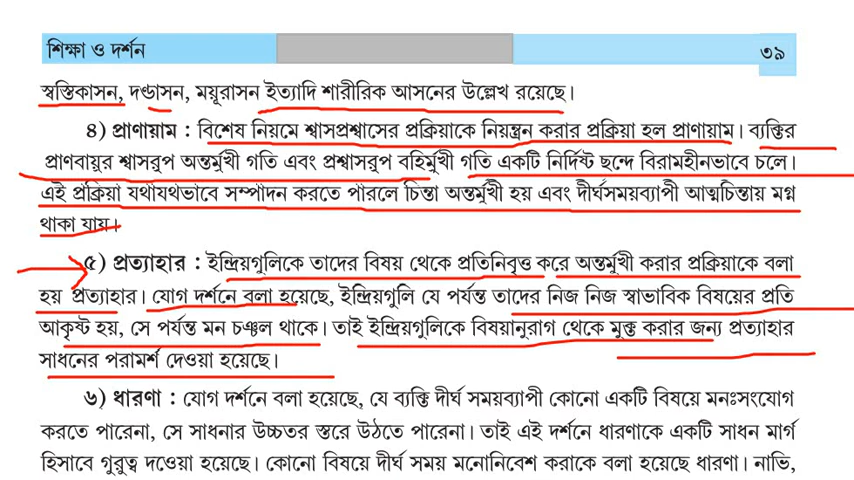 শিক্ষা ও দর্শন ৩৯
স্বস্তিকাসন, দণ্ডাসন, ময়ূরাসন ইত্যাদি শারীরিক আসনের উল্লেখ রয়েছে।
৪) প্রাণায়াম : বিশেষ নিয়মে শ্বাসপ্রশ্বাসের প্রক্রিয়াকে নিয়ন্ত্রন করার প্রক্রিয়া হল প্রাণায়াম। ব্যক্তির
প্রাণবায়ুর শ্বাসরূপ অন্তর্মুখী গতি এবং প্রশ্বাসরূপ বহির্মুখী গতি একটি নির্দিষ্ট ছন্দে বিরামহীনভাবে চলে।
এই প্রক্রিয়া যথাযথভাবে সম্পাদন করতে পারলে চিন্তা অন্তর্মুখী হয় এবং দীর্ঘসময়ব্যাপী আত্মচিন্তায় মগ্ন
থাকা যায়।
৫) প্রত্যাহার : ইন্দ্রিয়গুলিকে তাদের বিষয় থেকে প্রতিনিবৃত্ত করে অন্তর্মুখী করার প্রক্রিয়াকে বলা
হয় প্রত্যাহার। যোগ দর্শনে বলা হয়েছে, ইন্দ্রিয়গুলি যে পর্যন্ত তাদের নিজ নিজ স্বাভাবিক বিষয়ের প্রতি
আকৃষ্ট হয়, সে পর্যন্ত মন চঞ্চল থাকে। তাই ইন্দ্রিয়গুলিকে বিষয়ানুরাগ থেকে মুক্ত করার জন্য প্রত্যাহার
সাধনের পরামর্শ দেওয়া হয়েছে।
৬) ধারণা : যোগ দর্শনে বলা হয়েছে, যে ব্যক্তি দীর্ঘ সময়ব্যাপী কোনো একটি বিষয়ে মনঃসংযোগ
করতে পারেনা, সে সাধনার উচ্চতর স্তরে উঠতে পারেনা। তাই এই দর্শনে ধারণাকে একটি সাধন মার্গ
হিসাবে গুরুত্ব দওেয়া হয়েছে। কোনো বিষয়ে দীর্ঘ সময় মনোনিবেশ করাকে বলা হয়েছে ধারণা। নাভি,